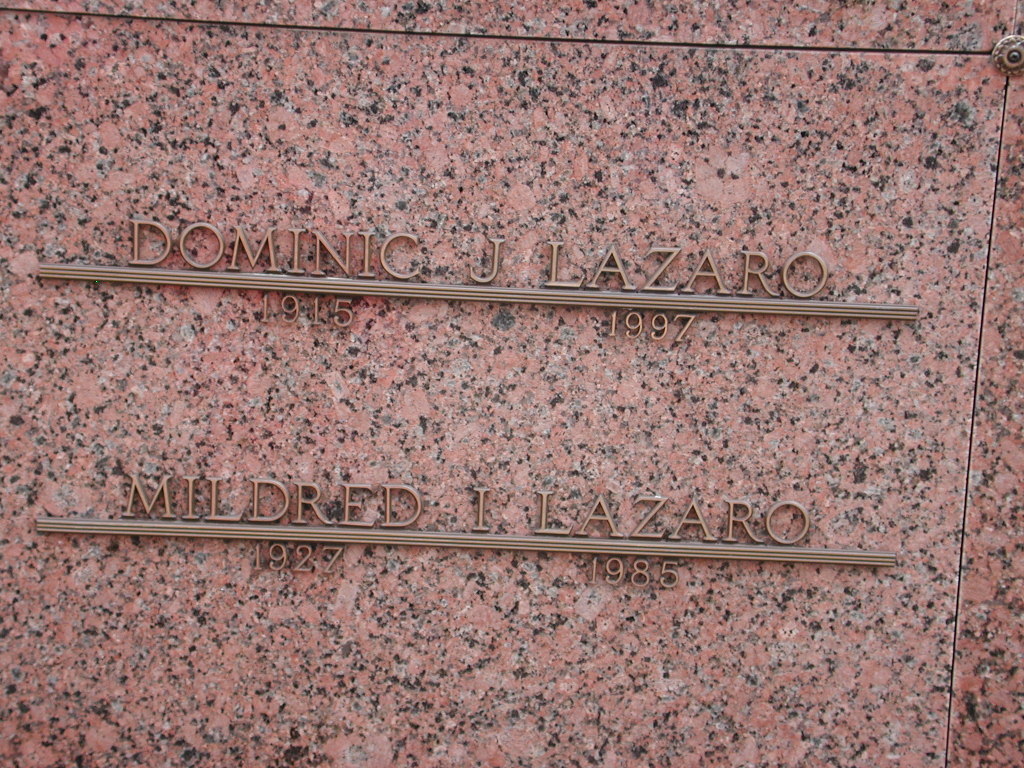 DOMINIC J LAZARO
1915 1997
MILDRED I LAZARO
1927 1985